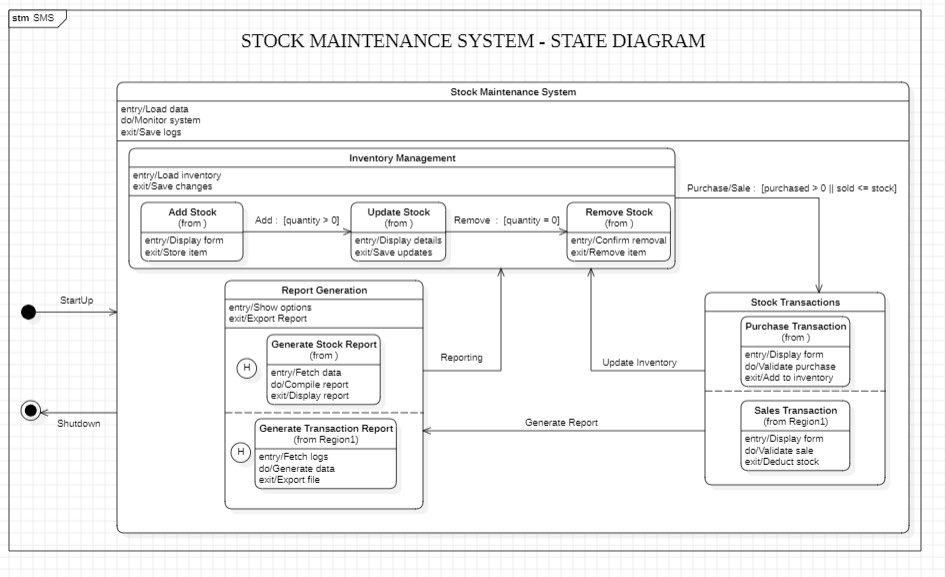 stm SMS
STOCK MAINTENANCE SYSTEM - STATE DIAGRAM
Stock Maintenance System
entry/Load data
do/Monitor system
exit/Save logs
Inventory Management
entry/Load inventory
exit/Save changes
Add Stock
(from )
entry/Display form
exit/Store item
Add : [quantity > 0]
Update Stock
(from )
entry/Display details
exit/Save updates
Remove : [quantity = 0]
Remove Stock
(from )
entry/Confirm removal
exit/Remove item
Purchase/Sale : [purchased > 0 || sold <= stock]
StartUp
Shutdown
Report Generation
entry/Show options
exit/Export Report
H
Generate Stock Report
(from )
entry/Fetch data
do/Compile report
exit/Display report
H
Generate Transaction Report
(from Region1)
entry/Fetch logs
do/Generate data
exit/Export file
Reporting
Update Inventory
Generate Report
Stock Transactions
Purchase Transaction
(from )
entry/Display form
do/Validate purchase
exit/Add to inventory
Sales Transaction
(from Region1)
entry/Display form
do/Validate sale
exit/Deduct stock